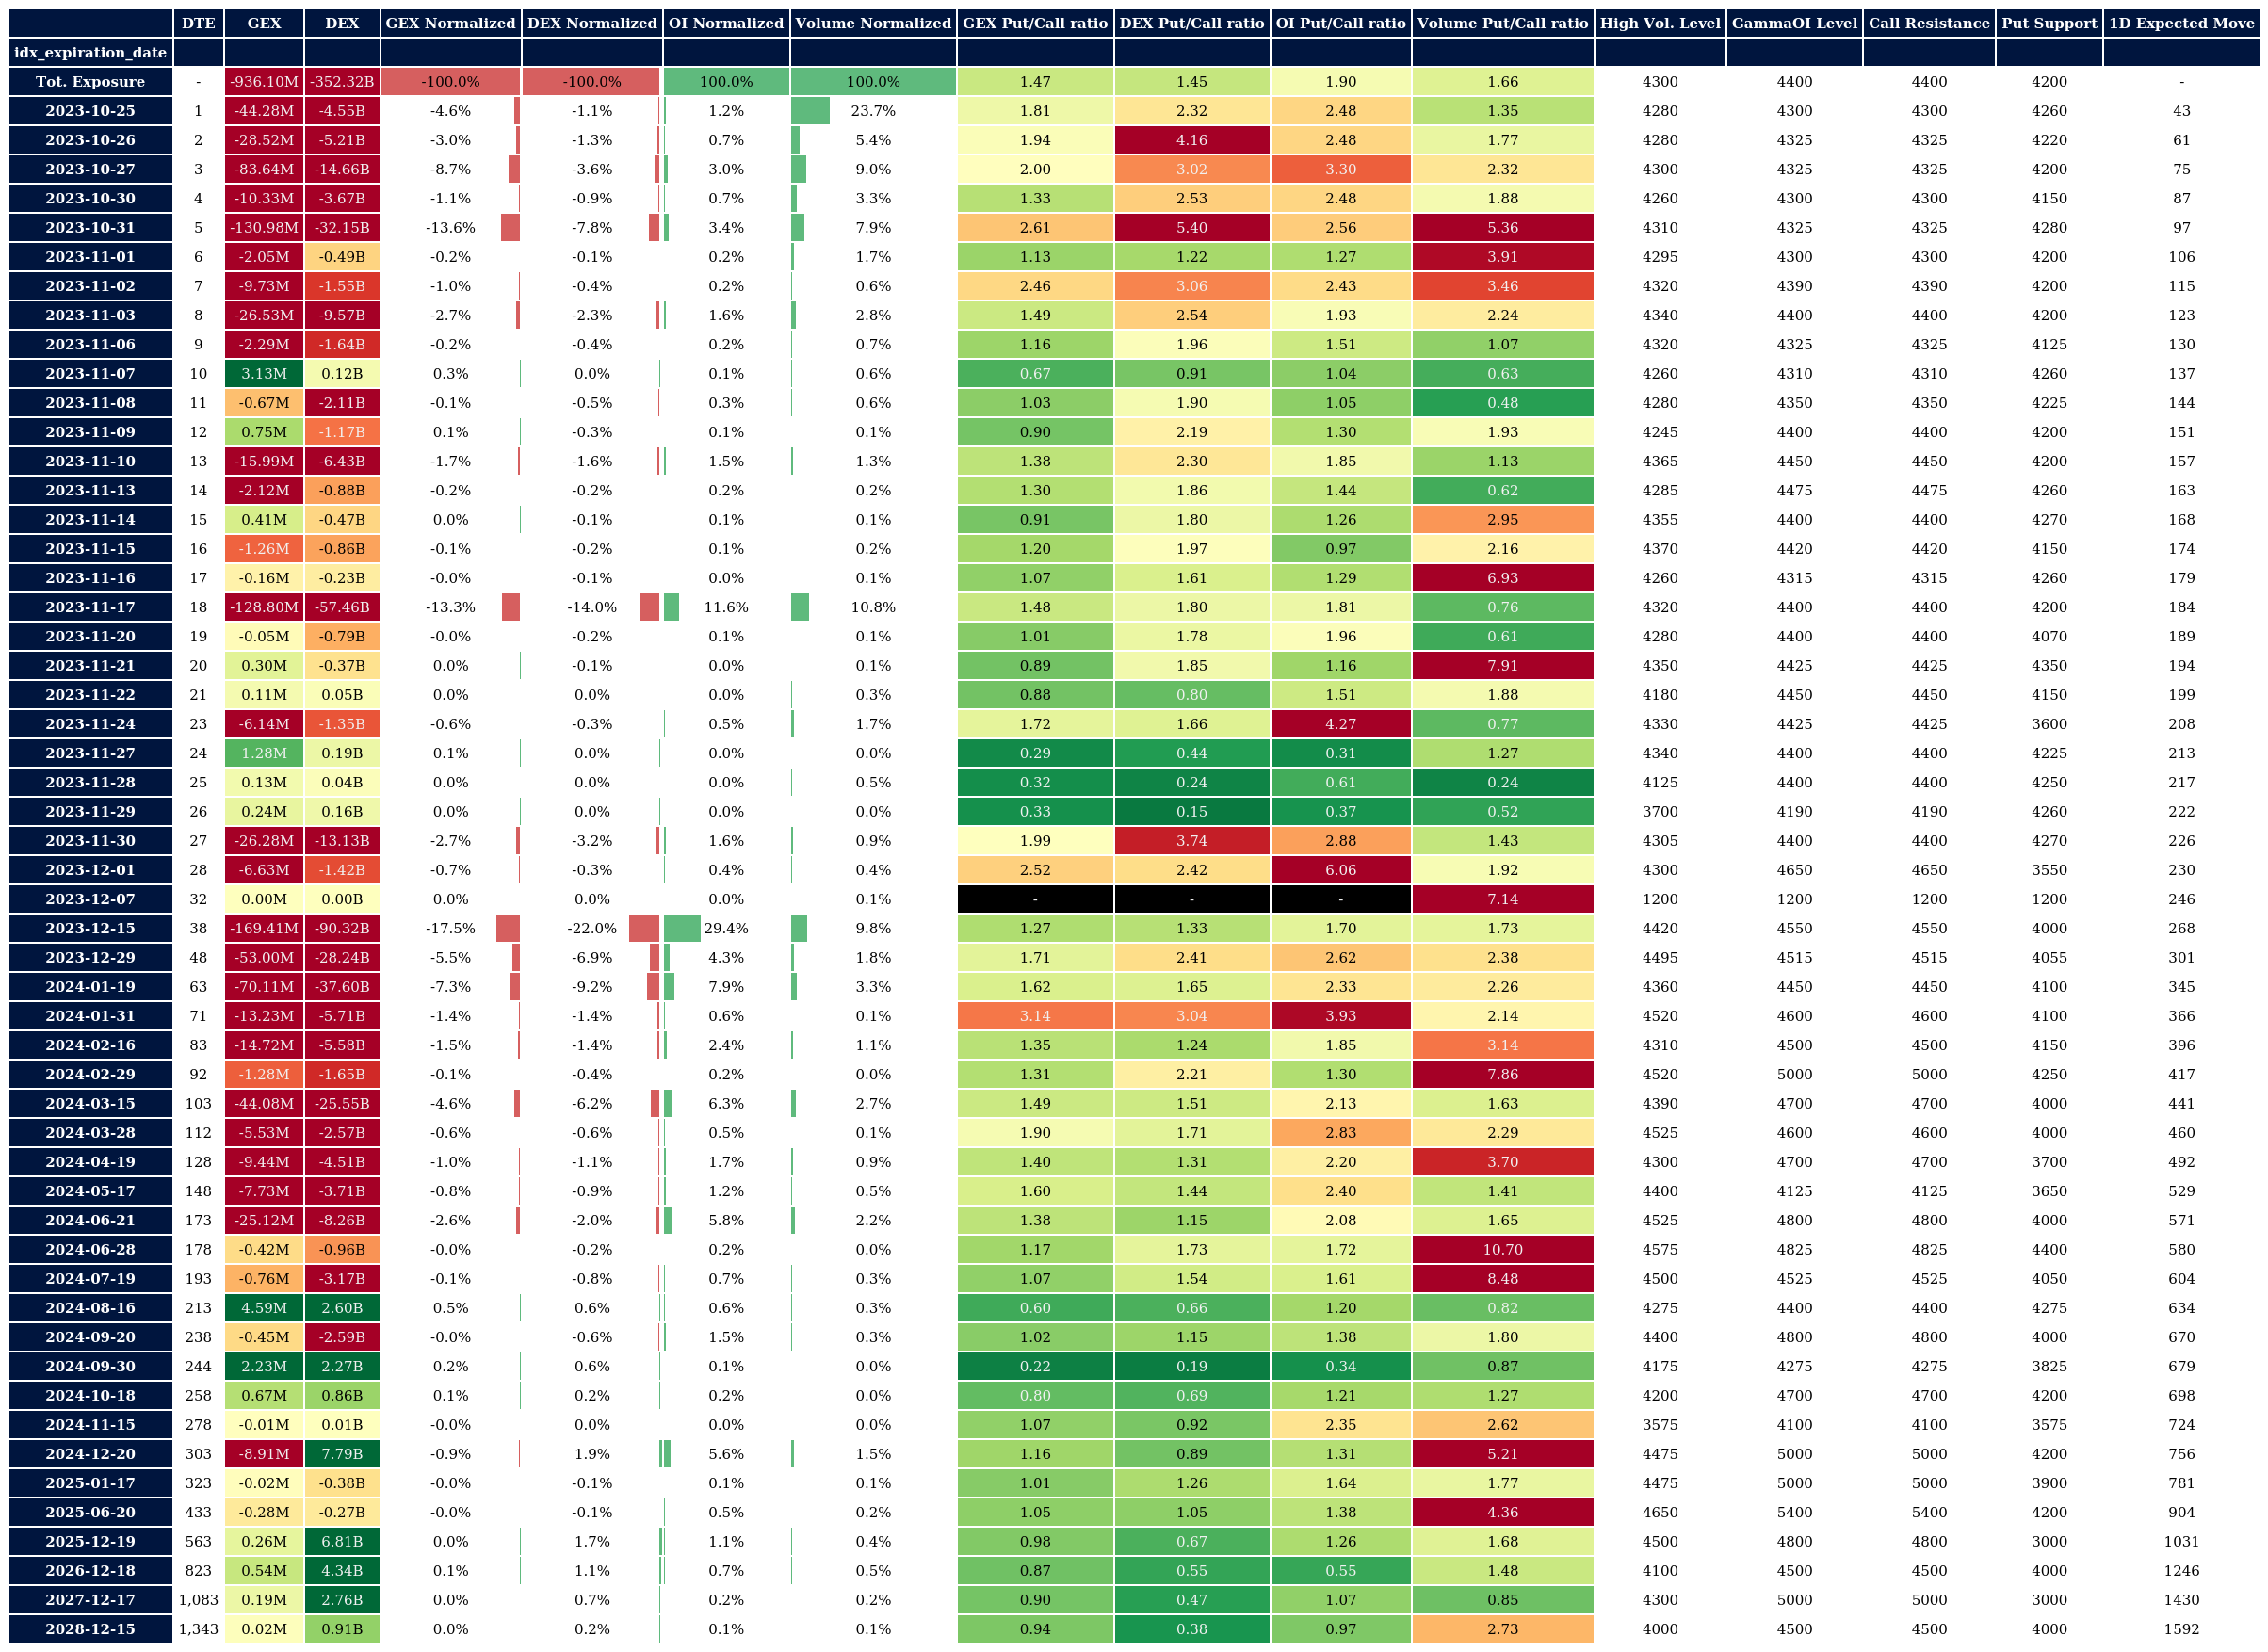 DTE GEX DEX GEX Normalized DEX Normalized OI Normalized Volume Normalized GEX Put/Call ratio DEX Put/Call ratio OI Put/Call ratio Volume Put/Call ratio High Vol. Level GammaOI Level Call Resistance Put Support 1D Expected Move
idx_expiration_date
Tot. Exposure - -936.10M -352.32B -100.0% -100.0% 100.0% 100.0% 1.47 1.45 1.90 1.66 4300 4400 4400 4200 -
2023-10-25 1 -44.28M -4.55B -4.6% -1.1% 1.2% 23.7% 1.81 2.32 2.48 1.35 4280 4300 4300 4260 43
2023-10-26 2 -28.52M -5.21B -3.0% -1.3% 0.7% 5.4% 1.94 4.16 2.48 1.77 4280 4325 4325 4220 61
2023-10-27 3 -83.64M -14.66B -8.7% -3.6% 3.0% 9.0% 2.00 3.02 3.30 2.32 4300 4325 4325 4200 75
2023-10-30 4 -10.33M -3.67B -1.1% -0.9% 0.7% 3.3% 1.33 2.53 2.48 1.88 4260 4300 4300 4150 87
2023-10-31 5 -130.98M -32.15B -13.6% -7.8% 3.4% 7.9% 2.61 5.40 2.56 5.36 4310 4325 4325 4280 97
2023-11-01 6 -2.05M -0.49B -0.2% -0.1% 0.2% 1.7% 1.13 1.22 1.27 3.91 4295 4300 4300 4200 106
2023-11-02 7 -9.73M -1.55B -1.0% -0.4% 0.2% 0.6% 2.46 3.06 2.43 3.46 4320 4390 4390 4200 115
2023-11-03 8 -26.53M -9.57B -2.7% -2.3% 1.6% 2.8% 1.49 2.54 1.93 2.24 4340 4400 4400 4200 123
2023-11-06 9 -2.29M -1.64B -0.2% -0.4% 0.2% 0.7% 1.16 1.96 1.51 1.07 4320 4325 4325 4125 130
2023-11-07 10 3.13M 0.12B 0.3% 0.0% 0.1% 0.6% 0.67 0.91 1.04 0.63 4260 4310 4310 4260 137
2023-11-08 11 -0.67M -2.11B -0.1% -0.5% 0.3% 0.6% 1.03 1.90 1.05 0.48 4280 4350 4350 4225 144
2023-11-09 12 0.75M -1.17B 0.1% -0.3% 0.1% 0.1% 0.90 2.19 1.30 1.93 4245 4400 4400 4200 151
2023-11-10 13 -15.99M -6.43B -1.7% -1.6% 1.5% 1.3% 1.38 2.30 1.85 1.13 4365 4450 4450 4200 157
2023-11-13 14 -2.12M -0.88B -0.2% -0.2% 0.2% 0.2% 1.30 1.86 1.44 0.62 4285 4475 4475 4260 163
2023-11-14 15 0.41M -0.47B 0.0% -0.1% 0.1% 0.1% 0.91 1.80 1.26 2.95 4355 4400 4400 4270 168
2023-11-15 16 -1.26M -0.86B -0.1% -0.2% 0.1% 0.2% 1.20 1.97 0.97 2.16 4370 4420 4420 4150 174
2023-11-16 17 -0.16M -0.23B -0.0% -0.1% 0.0% 0.1% 1.07 1.61 1.29 6.93 4260 4315 4315 4260 179
2023-11-17 18 -128.80M -57.46B -13.3% -14.0% 11.6% 10.8% 1.48 1.80 1.81 0.76 4320 4400 4400 4200 184
2023-11-20 19 -0.05M -0.79B -0.0% -0.2% 0.1% 0.1% 1.01 1.78 1.96 0.61 4280 4400 4400 4070 189
2023-11-21 20 0.30M -0.37B 0.0% -0.1% 0.0% 0.1% 0.89 1.85 1.16 7.91 4350 4425 4425 4350 194
2023-11-22 21 0.11M 0.05B 0.0% 0.0% 0.0% 0.3% 0.88 0.80 1.51 1.88 4180 4450 4450 4150 199
2023-11-24 23 -6.14M -1.35B -0.6% -0.3% 0.5% 1.7% 1.72 1.66 4.27 0.77 4330 4425 4425 3600 208
2023-11-27 24 1.28M 0.19B 0.1% 0.0% 0.0% 0.0% 0.29 0.44 0.31 1.27 4340 4400 4400 4225 213
2023-11-28 25 0.13M 0.04B 0.0% 0.0% 0.0% 0.5% 0.32 0.24 0.61 0.24 4125 4400 4400 4250 217
2023-11-29 26 0.24M 0.16B 0.0% 0.0% 0.0% 0.0% 0.33 0.15 0.37 0.52 3700 4190 4190 4260 222
2023-11-30 27 -26.28M -13.13B -2.7% -3.2% 1.6% 0.9% 1.99 3.74 2.88 1.43 4305 4400 4400 4270 226
2023-12-01 28 -6.63M -1.42B -0.7% -0.3% 0.4% 0.4% 2.52 2.42 6.06 1.92 4300 4650 4650 3550 230
2023-12-07 32 0.00M 0.00B 0.0% 0.0% 0.0% 0.1% - - - 7.14 1200 1200 1200 1200 246
2023-12-15 38 -169.41M -90.32B -17.5% -22.0% 29.4% 9.8% 1.27 1.33 1.70 1.73 4420 4550 4550 4000 268
2023-12-29 48 -53.00M -28.24B -5.5% -6.9% 4.3% 1.8% 1.71 2.41 2.62 2.38 4495 4515 4515 4055 301
2024-01-19 63 -70.11M -37.60B -7.3% -9.2% 7.9% 3.3% 1.62 1.65 2.33 2.26 4360 4450 4450 4100 345
2024-01-31 71 -13.23M -5.71B -1.4% -1.4% 0.6% 0.1% 3.14 3.04 3.93 2.14 4520 4600 4600 4100 366
2024-02-16 83 -14.72M -5.58B -1.5% -1.4% 2.4% 1.1% 1.35 1.24 1.85 3.14 4310 4500 4500 4150 396
2024-02-29 92 -1.28M -1.65B -0.1% -0.4% 0.2% 0.0% 1.31 2.21 1.30 7.86 4520 5000 5000 4250 417
2024-03-15 103 -44.08M -25.55B -4.6% -6.2% 6.3% 2.7% 1.49 1.51 2.13 1.63 4390 4700 4700 4000 441
2024-03-28 112 -5.53M -2.57B -0.6% -0.6% 0.5% 0.1% 1.90 1.71 2.83 2.29 4525 4600 4600 4000 460
2024-04-19 128 -9.44M -4.51B -1.0% -1.1% 1.7% 0.9% 1.40 1.31 2.20 3.70 4300 4700 4700 3700 492
2024-05-17 148 -7.73M -3.71B -0.8% -0.9% 1.2% 0.5% 1.60 1.44 2.40 1.41 4400 4125 4125 3650 529
2024-06-21 173 -25.12M -8.26B -2.6% -2.0% 5.8% 2.2% 1.38 1.15 2.08 1.65 4525 4800 4800 4000 571
2024-06-28 178 -0.42M -0.96B -0.0% -0.2% 0.2% 0.0% 1.17 1.73 1.72 10.70 4575 4825 4825 4400 580
2024-07-19 193 -0.76M -3.17B -0.1% -0.8% 0.7% 0.3% 1.07 1.54 1.61 8.48 4500 4525 4525 4050 604
2024-08-16 213 4.59M 2.60B 0.5% 0.6% 0.6% 0.3% 0.60 0.66 1.20 0.82 4275 4400 4400 4275 634
2024-09-20 238 -0.45M -2.59B -0.0% -0.6% 1.5% 0.3% 1.02 1.15 1.38 1.80 4400 4800 4800 4000 670
2024-09-30 244 2.23M 2.27B 0.2% 0.6% 0.1% 0.0% 0.22 0.19 0.34 0.87 4175 4275 4275 3825 679
2024-10-18 258 0.67M 0.86B 0.1% 0.2% 0.2% 0.0% 0.80 0.69 1.21 1.27 4200 4700 4700 4200 698
2024-11-15 278 -0.01M 0.01B -0.0% 0.0% 0.0% 0.0% 1.07 0.92 2.35 2.62 3575 4100 4100 3575 724
2024-12-20 303 -8.91M 7.79B -0.9% 1.9% 5.6% 1.5% 1.16 0.89 1.31 5.21 4475 5000 5000 4200 756
2025-01-17 323 -0.02M -0.38B -0.0% -0.1% 0.1% 0.1% 1.01 1.26 1.64 1.77 4475 5000 5000 3900 781
2025-06-20 433 -0.28M -0.27B -0.0% -0.1% 0.5% 0.2% 1.05 1.05 1.38 4.36 4650 5400 5400 4200 904
2025-12-19 563 0.26M 6.81B 0.0% 1.7% 1.1% 0.4% 0.98 0.67 1.26 1.68 4500 4800 4800 3000 1031
2026-12-18 823 0.54M 4.34B 0.1% 1.1% 0.7% 0.5% 0.87 0.55 0.55 1.48 4100 4500 4500 4000 1246
2027-12-17 1,083 0.19M 2.76B 0.0% 0.7% 0.2% 0.2% 0.90 0.47 1.07 0.85 4300 5000 5000 3000 1430
2028-12-15 1,343 0.02M 0.91B 0.0% 0.2% 0.1% 0.1% 0.94 0.38 0.97 2.73 4000 4500 4500 4000 1592